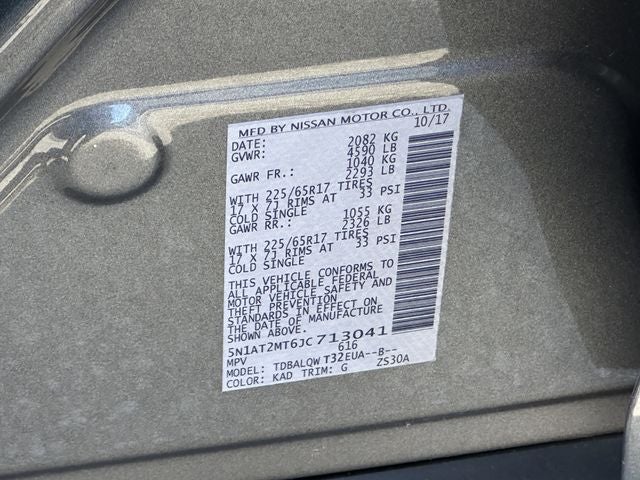 MFD BY NISSAN MOTOR CO., LTD.
DATE: 10/17
GVWR: 2082 KG
4590 LB
GAWR FR.: 1040 KG
2293 LB
WITH 225/65R17 TIRES
17 X 7J RIMS AT 33 PSI
COLD SINGLE
GAWR RR.: 1055 KG
2326 LB
WITH 225/65R17 TIRES
17 X 7J RIMS AT 33 PSI
COLD SINGLE
THIS VEHICLE CONFORMS TO
ALL APPLICABLE FEDERAL
MOTOR VEHICLE SAFETY AND
THEFT PREVENTION
STANDARDS IN EFFECT ON
THE DATE OF MANUFACTURE
SHOWN ABOVE
5N1AT2MT6JC713041
MPV 616
MODEL: TDBALQWT32EUA--B--
COLOR: KAD TRIM: G ZS30A